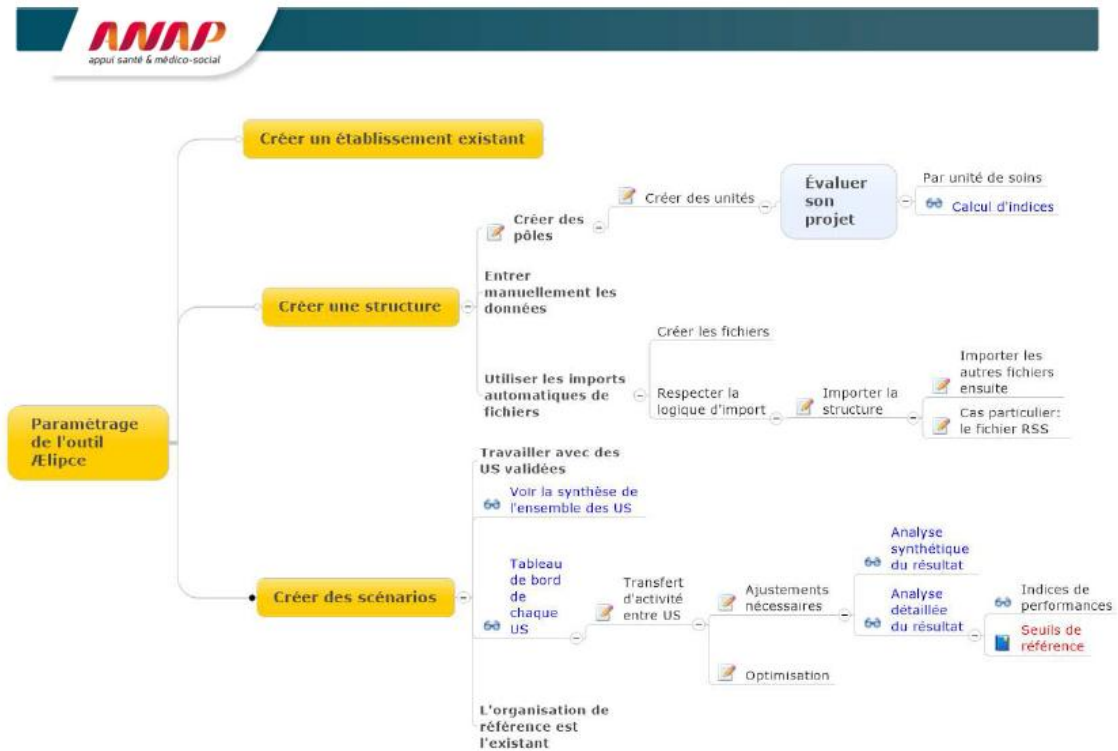 ANAP
appui santé & médico-social
Créer un établissement existant
Créer une structure
Créer des
pôles
Créer des unités
Évaluer
son
projet
Par unité de soins
Calcul d'indices
Entrer
manuellement les
données
Utiliser les imports
automatiques de
fichiers
Créer les fichiers
Respecter la
logique d'import
Importer la
structure
Importer les
autres fichiers
ensuite
Cas particulier:
le fichier RSS
Paramétrage
de l'outil
Ælipce
Créer des scénarios
Travailler avec des
US validées
Voir la synthèse de
l'ensemble des US
Tableau
de bord
de
chaque
US
Transfert
d'activité
entre US
Ajustements
nécessaires
Analyse
synthétique
du résultat
Analyse
détaillée
du résultat
Indices de
performances
Seuils de
référence
Optimisation
L'organisation de
référence est
l'existant